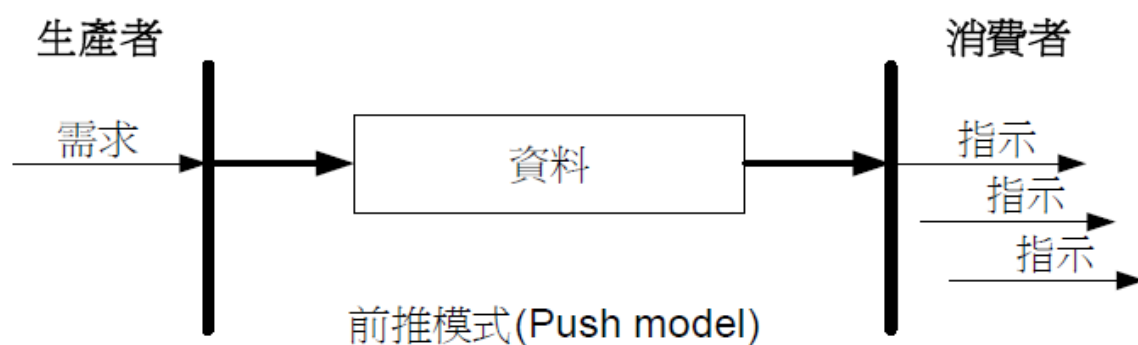 生產者
消費者
需求
資料
指示
指示
指示
前推模式(Push model)